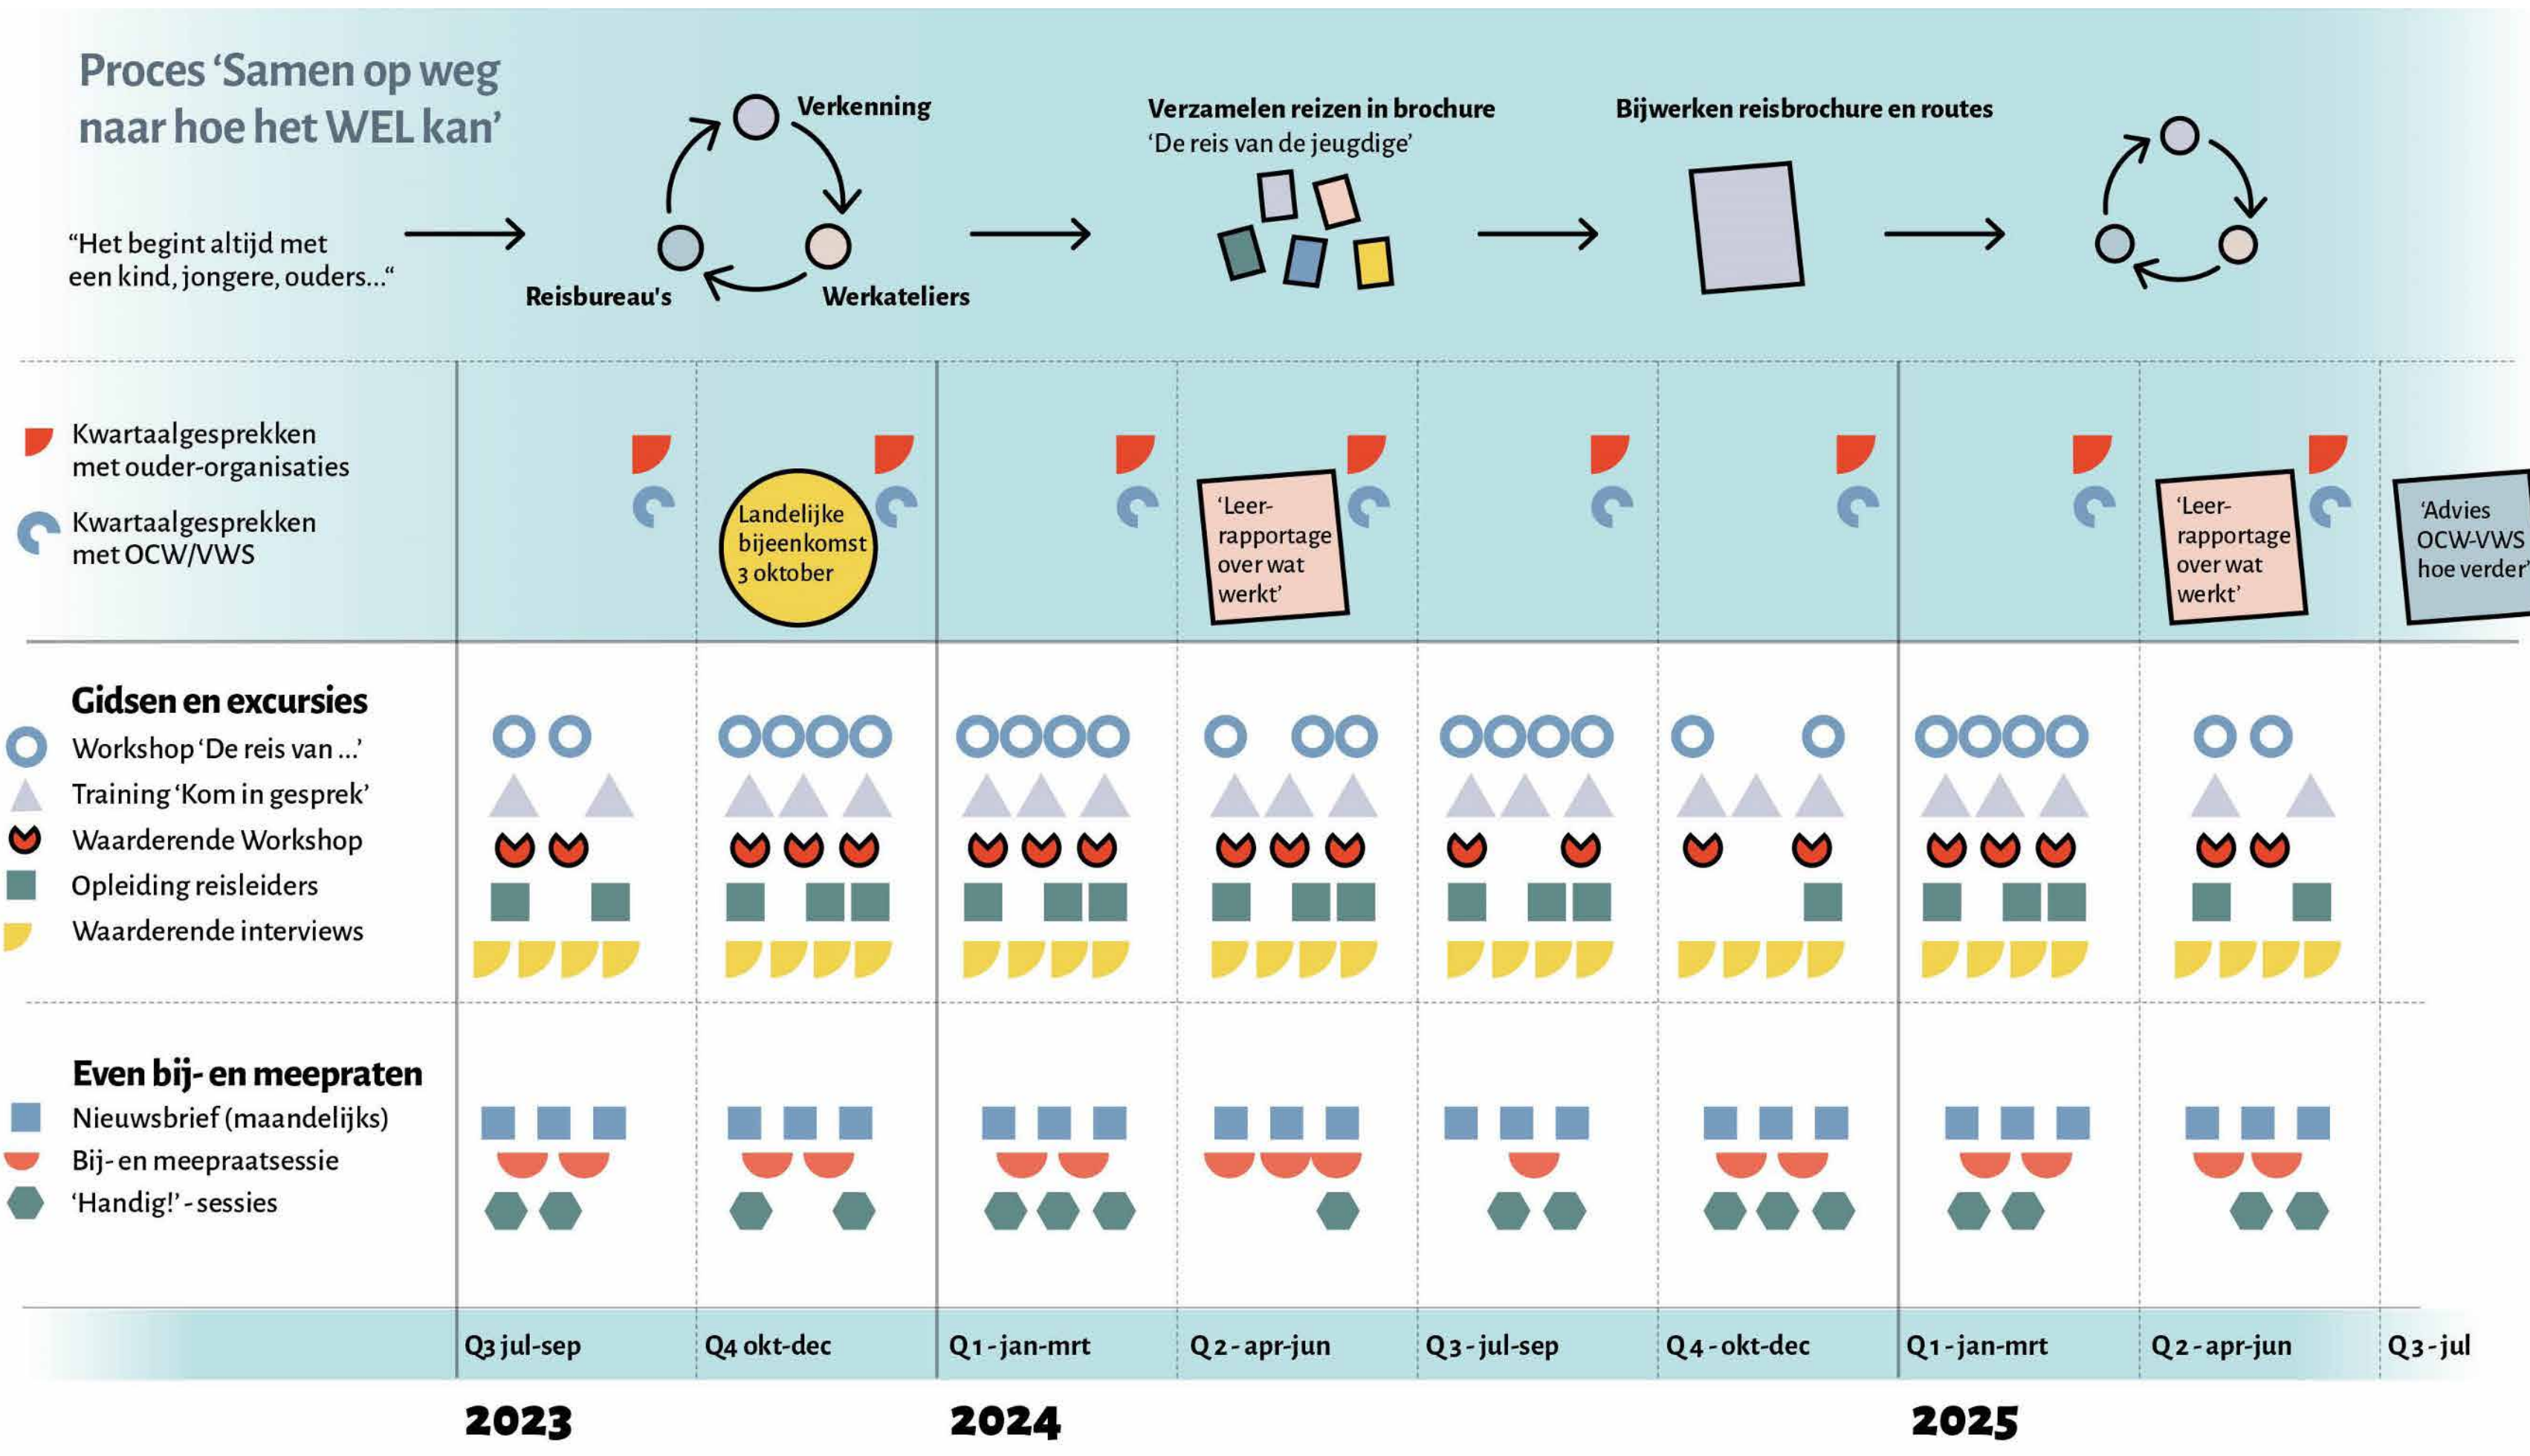 Proces ‘Samen op weg
naar hoe het WEL kan’
“Het begint altijd met
een kind, jongere, ouders...“
Verkenning
Reisbureau's
Werkateliers
Verzamelen reizen in brochure
‘De reis van de jeugdige’
Bijwerken reisbrochure en routes
Kwartaalgesprekken
met ouder-organisaties
Kwartaalgesprekken
met OCW/VWS
Landelijke
bijeenkomst
3 oktober
‘Leer-
rapportage
over wat
werkt’
‘Leer-
rapportage
over wat
werkt’
‘Advies
OCW-VWS
hoe verder’
Gidsen en excursies
Workshop ‘De reis van ...’
Training ‘Kom in gesprek’
Waarderende Workshop
Opleiding reisleiders
Waarderende interviews
Even bij- en meepraten
Nieuwsbrief (maandelijks)
Bij- en meepraatsessie
‘Handig!’ - sessies
Q3 jul-sep
Q4 okt-dec
Q1 - jan-mrt
Q2 - apr-jun
Q3 - jul-sep
Q4 - okt-dec
Q1 - jan-mrt
Q2 - apr-jun
Q3 - jul
2023
2024
2025